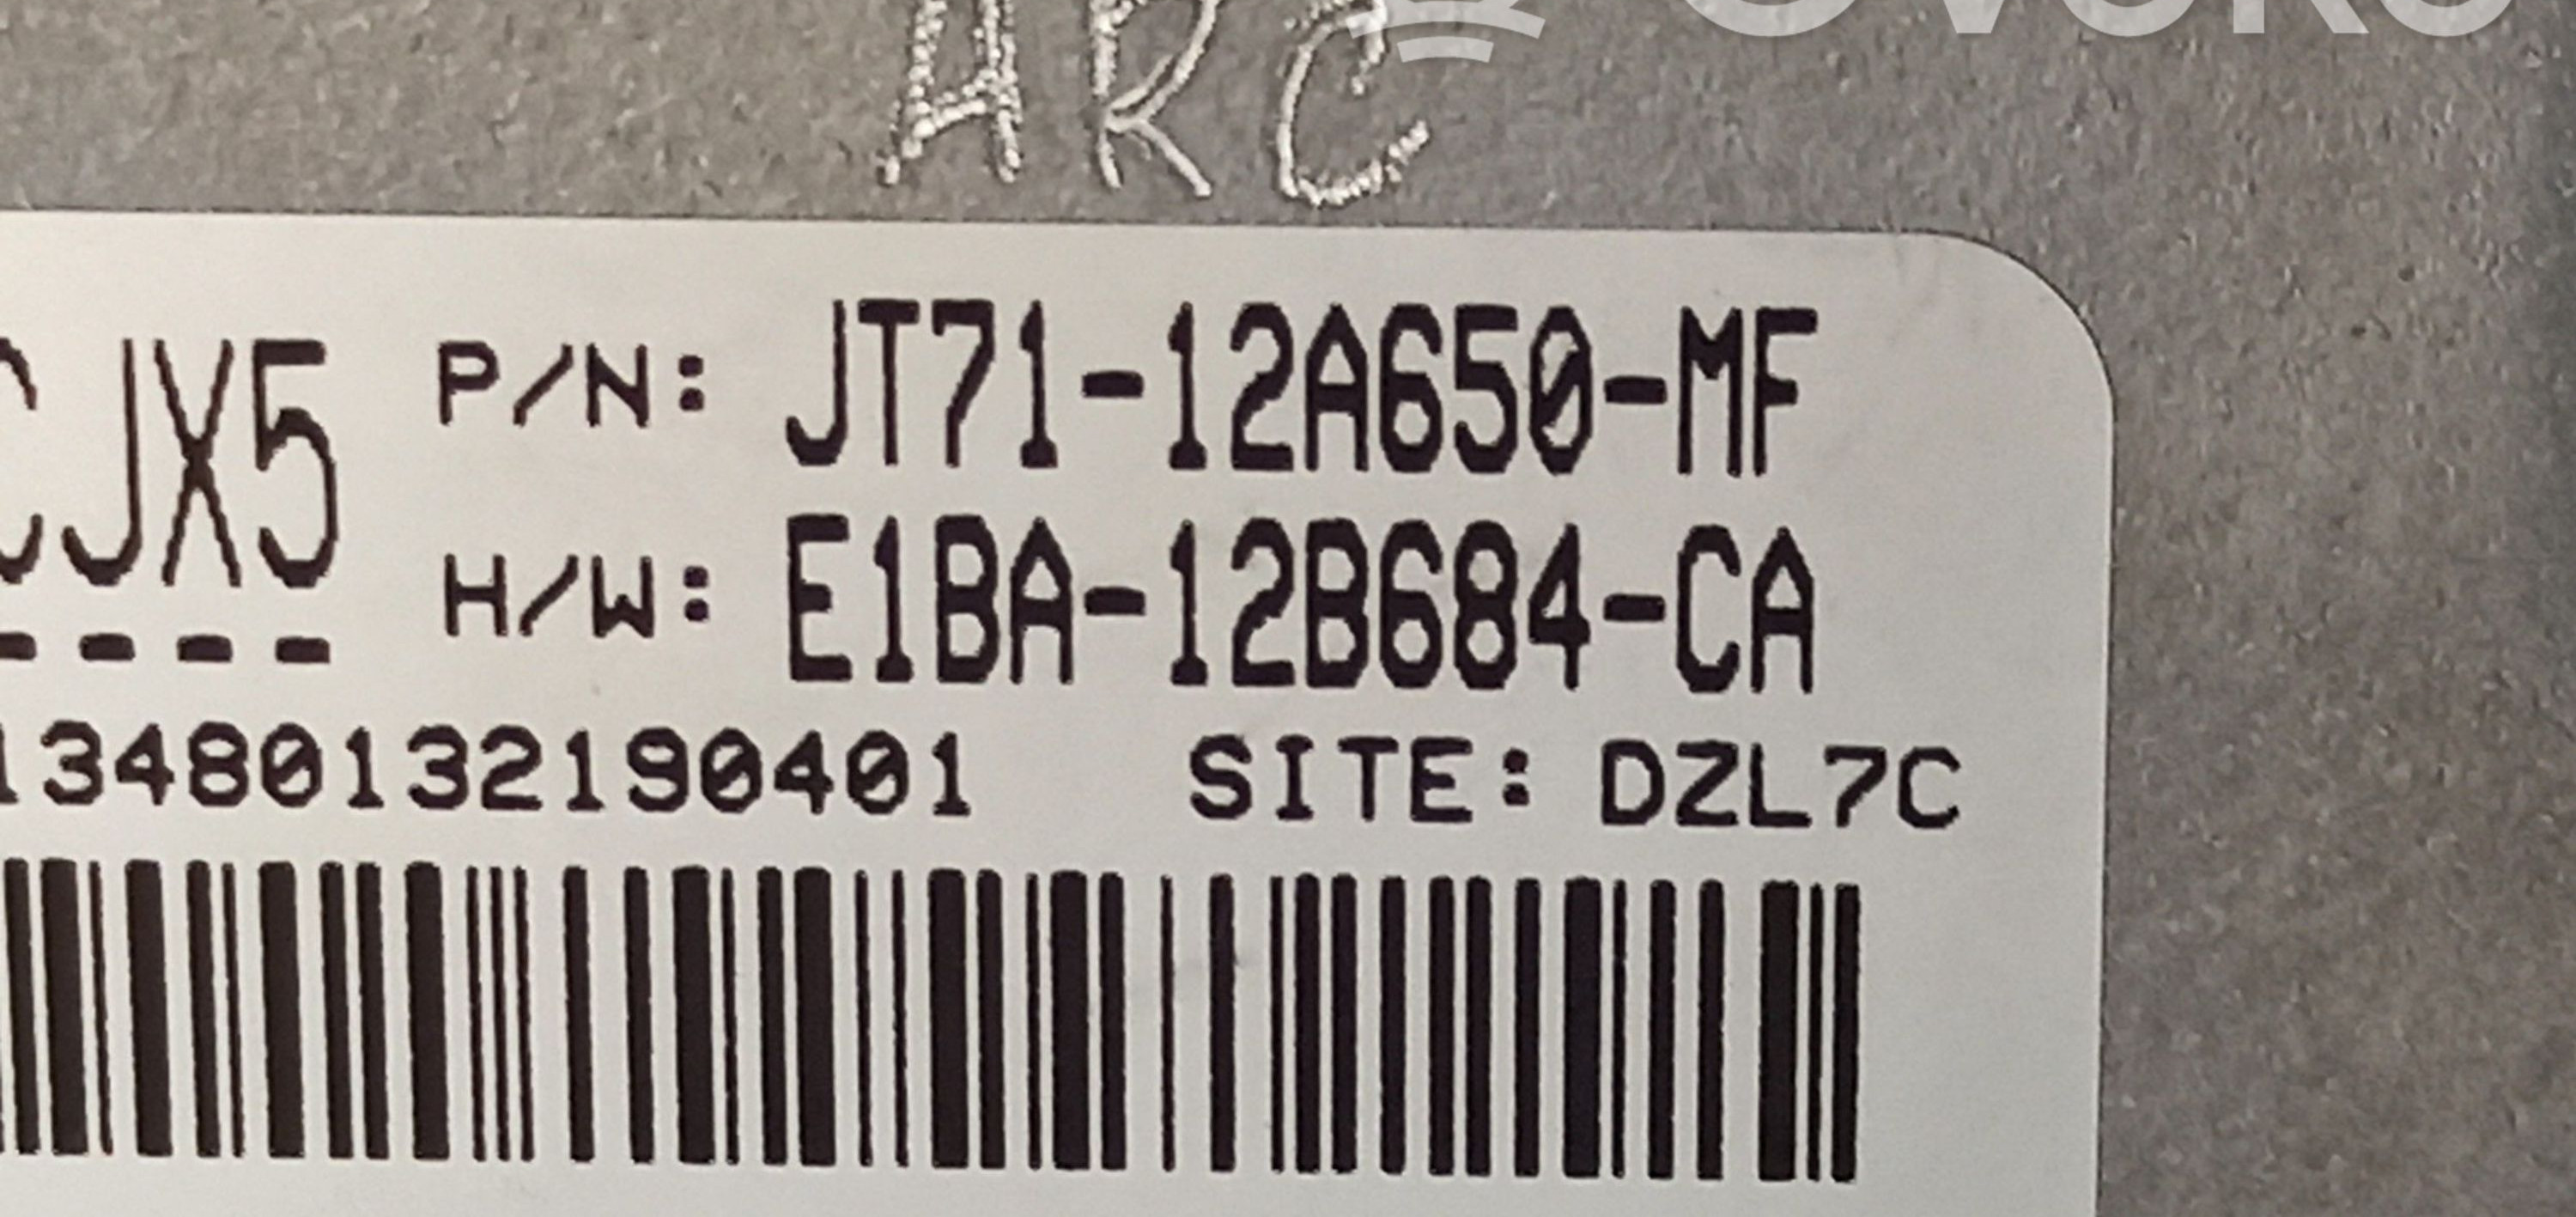 ARC
CJX5 P/N: JT71-12A650-MF
H/W: E1BA-12B684-CA
----
13480132190401 SITE: DZL7C